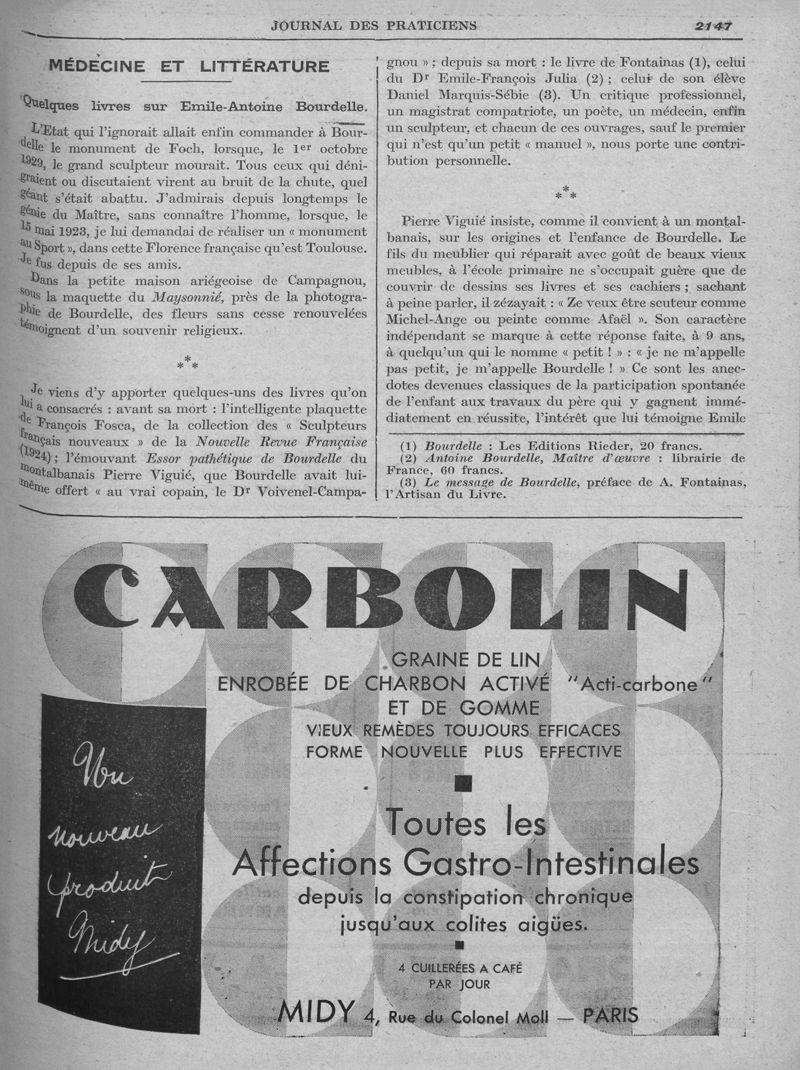 JOURNAL DES PRATICIENS
2147
MÉDECINE ET LITTÉRATURE
Quelques livres sur Emile-Antoine Bourdelle.
L'Etat qui l'ignorait allait enfin commander à Bour-
delle le monument de Foch, lorsque, le 1er octobre
1929, le grand sculpteur mourait. Tous ceux qui déni-
graient ou discutaient virent au bruit de la chute, quel
géant s'était abattu. J'admirais depuis longtemps le
génie du Maître, sans connaître l'homme, lorsque, le
15 mai 1923, je lui demandai de réaliser un « monument
au Sport », dans cette Florence française qu'est Toulouse.
Je fus depuis de ses amis.
Dans la petite maison ariégeoise de Campagnou,
sous la maquette du Maysonnié, près de la photogra-
phie de Bourdelle, des fleurs sans cesse renouvelées
témoignent d'un souvenir religieux.
***
Je viens d'y apporter quelques-uns des livres qu'on
lui a consacrés : avant sa mort : l'intelligente plaquette
de François Fosca, de la collection des « Sculpteurs
français nouveaux » de la Nouvelle Revue Française
(1924) ; l'émouvant Essor pathétique de Bourdelle du
montalbanais Pierre Viguié, que Bourdelle avait lui-
même offert « au vrai copain, le Dr Voivenel-Campa-
gnou » ; depuis sa mort : le livre de Fontainas (1), celui
du Dr Emile-François Julia (2) ; celui de son élève
Daniel Marquis-Sébie (3). Un critique professionnel,
un magistrat compatriote, un poète, un médecin, enfin
un sculpteur, et chacun de ces ouvrages, sauf le premier
qui n'est qu'un petit « manuel », nous porte une contri-
bution personnelle.
***
Pierre Viguié insiste, comme il convient à un montal-
banais, sur les origines et l'enfance de Bourdelle. Le
fils du meublier qui réparait avec goût de beaux vieux
meubles, à l'école primaire ne s'occupait guère que de
couvrir de dessins ses livres et ses cachiers ; sachant
à peine parler, il zézayait : « Ze veux être scuteur comme
Michel-Ange ou peinte comme Afaël ». Son caractère
indépendant se marque à cette réponse faite, à 9 ans,
à quelqu'un qui le nomme « petit ! » : « je ne m'appelle
pas petit, je m'appelle Bourdelle ! » Ce sont les anec-
dotes devenues classiques de la participation spontanée
de l'enfant aux travaux du père qui y gagnent immé-
diatement en réussite, l'intérêt que lui témoigne Emile
(1) Bourdelle : Les Editions Rieder, 20 francs.
(2) Antoine Bourdelle, Maître d'œuvre : librairie de
France, 60 francs.
(3) Le message de Bourdelle, préface de A. Fontainas,
l'Artisan du Livre.
CARBOLIN
GRAINE DE LIN
ENROBÉE DE CHARBON ACTIVÉ "Acti-carbone"
ET DE GOMME
VIEUX REMÈDES TOUJOURS EFFICACES
FORME NOUVELLE PLUS EFFECTIVE
Un
nouveau
produit
Midy
Toutes les
Affections Gastro-Intestinales
depuis la constipation chronique
jusqu'aux colites aigües.
4 CUILLERÉES A CAFÉ
PAR JOUR
MIDY 4, Rue du Colonel Moll — PARIS